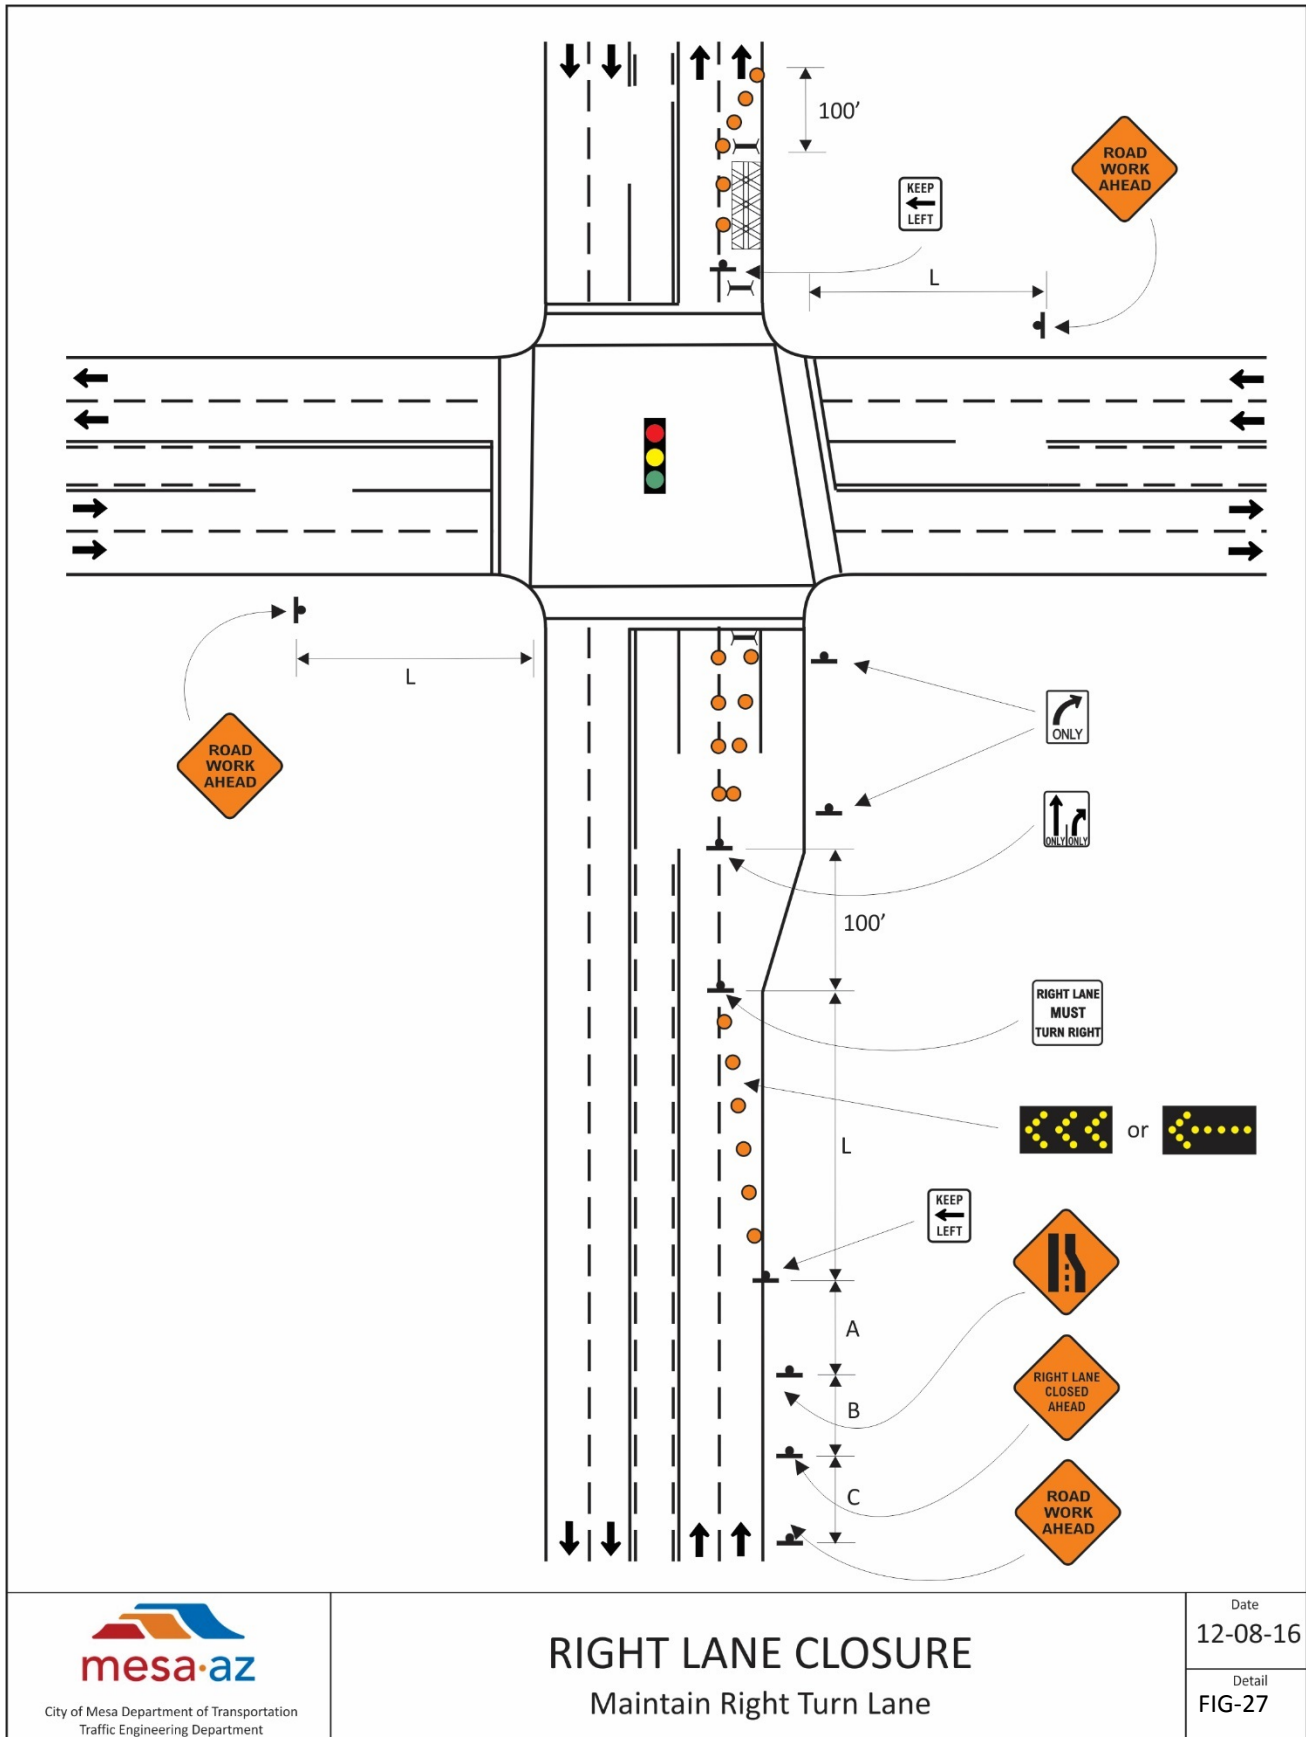 100’
ROAD
WORK
AHEAD
KEEP
LEFT
L
L
ROAD
WORK
AHEAD
ONLY
ONLY ONLY
100’
RIGHT LANE
MUST
TURN RIGHT
or
L
KEEP
LEFT
A
RIGHT LANE
CLOSED
AHEAD
B
C
ROAD
WORK
AHEAD
mesa·az
City of Mesa Department of Transportation
Traffic Engineering Department
RIGHT LANE CLOSURE
Maintain Right Turn Lane
Date
12-08-16
Detail
FIG-27